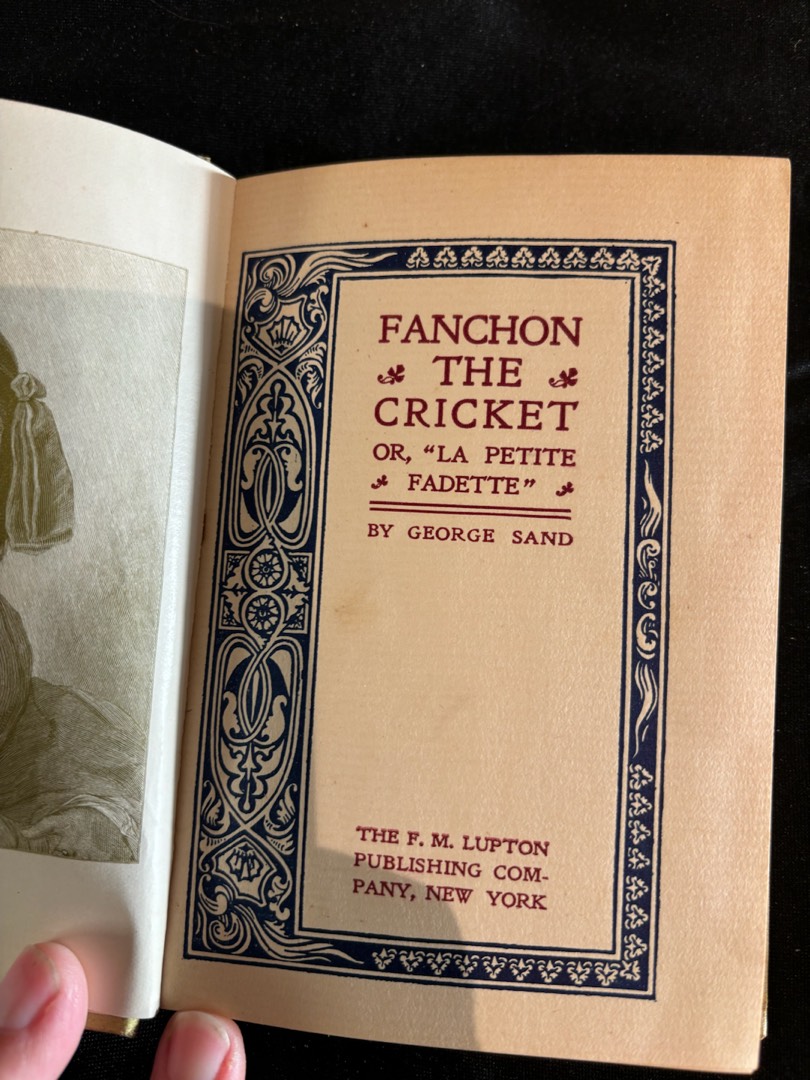 FANCHON
THE
CRICKET
OR, "LA PETITE
FADETTE"
BY GEORGE SAND
THE F. M. LUPTON
PUBLISHING COM-
PANY, NEW YORK